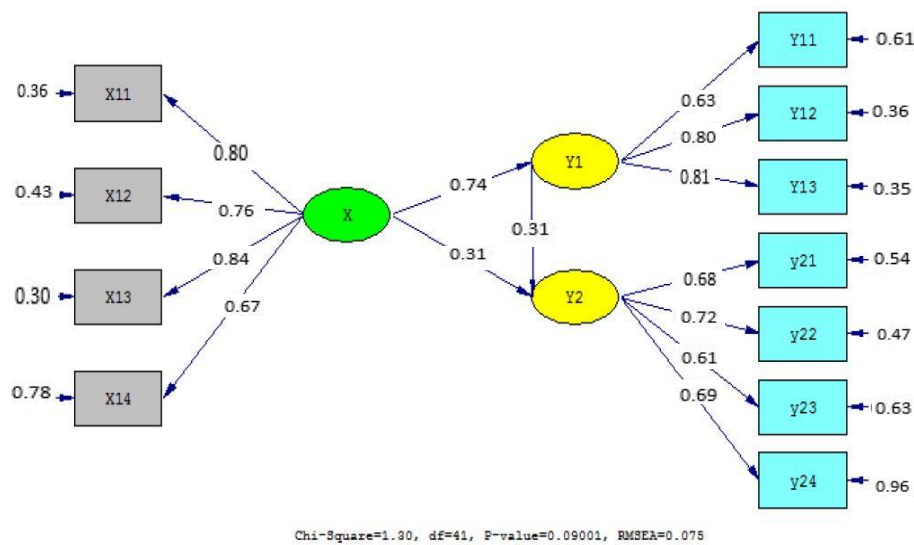 Y11
0.61
0.36
X11
0.63
Y12
0.36
0.80
0.80
0.43
X12
0.76
0.74
Y1
0.81
Y13
0.35
X
0.84
0.31
0.31
0.68
y21
0.54
0.30
X13
0.67
Y2
0.72
y22
0.47
0.61
0.78
X14
0.69
y23
0.63
y24
0.96
Chi-Square=1.30, df=41, P-value=0.09001, RMSEA=0.075